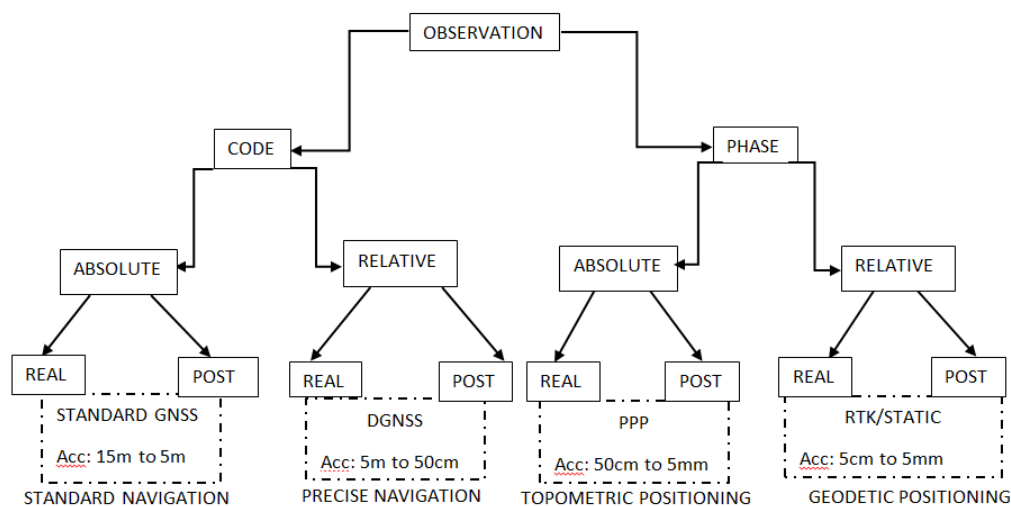 OBSERVATION
CODE
PHASE
ABSOLUTE
RELATIVE
ABSOLUTE
RELATIVE
REAL
POST
REAL
POST
REAL
POST
REAL
POST
STANDARD GNSS
Acc: 15m to 5m
STANDARD NAVIGATION
DGNSS
Acc: 5m to 50cm
PRECISE NAVIGATION
PPP
Acc: 50cm to 5mm
TOPOMETRIC POSITIONING
RTK/STATIC
Acc: 5cm to 5mm
GEODETIC POSITIONING